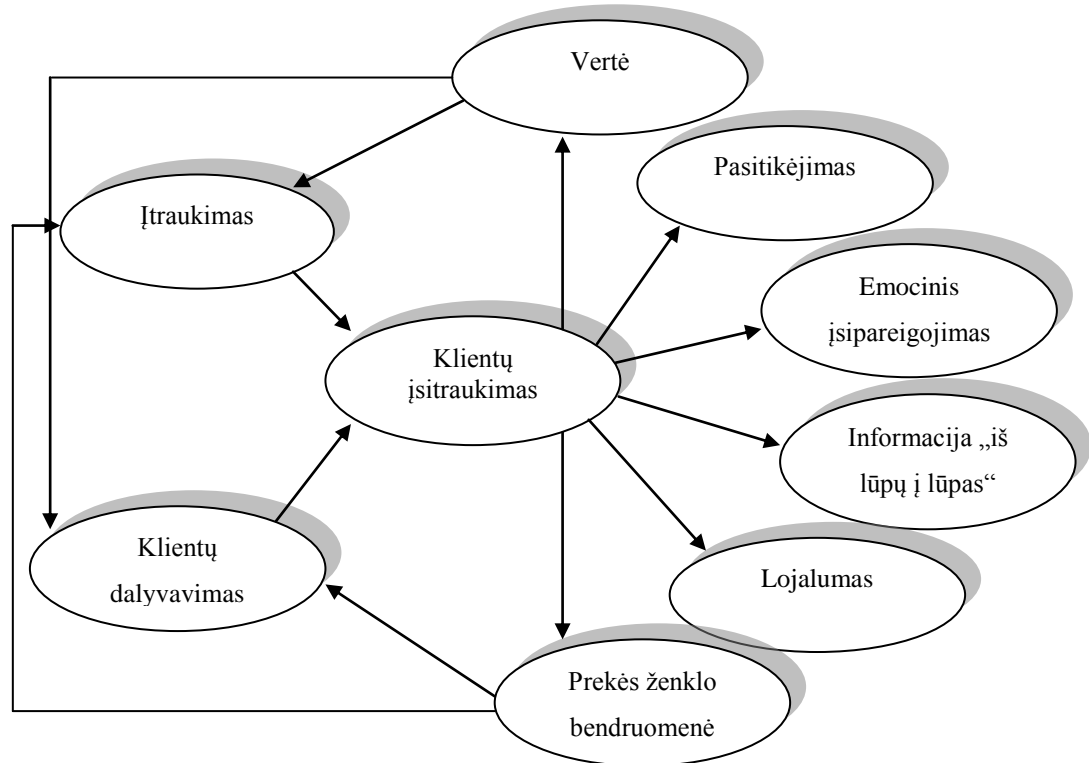 Vertė
Pasitikėjimas
Įtraukimas
Emocinis
įsipareigojimas
Klientų
įsitraukimas
Informacija „iš
lūpų į lūpas“
Klientų
dalyvavimas
Lojalumas
Prekės ženklo
bendruomenė